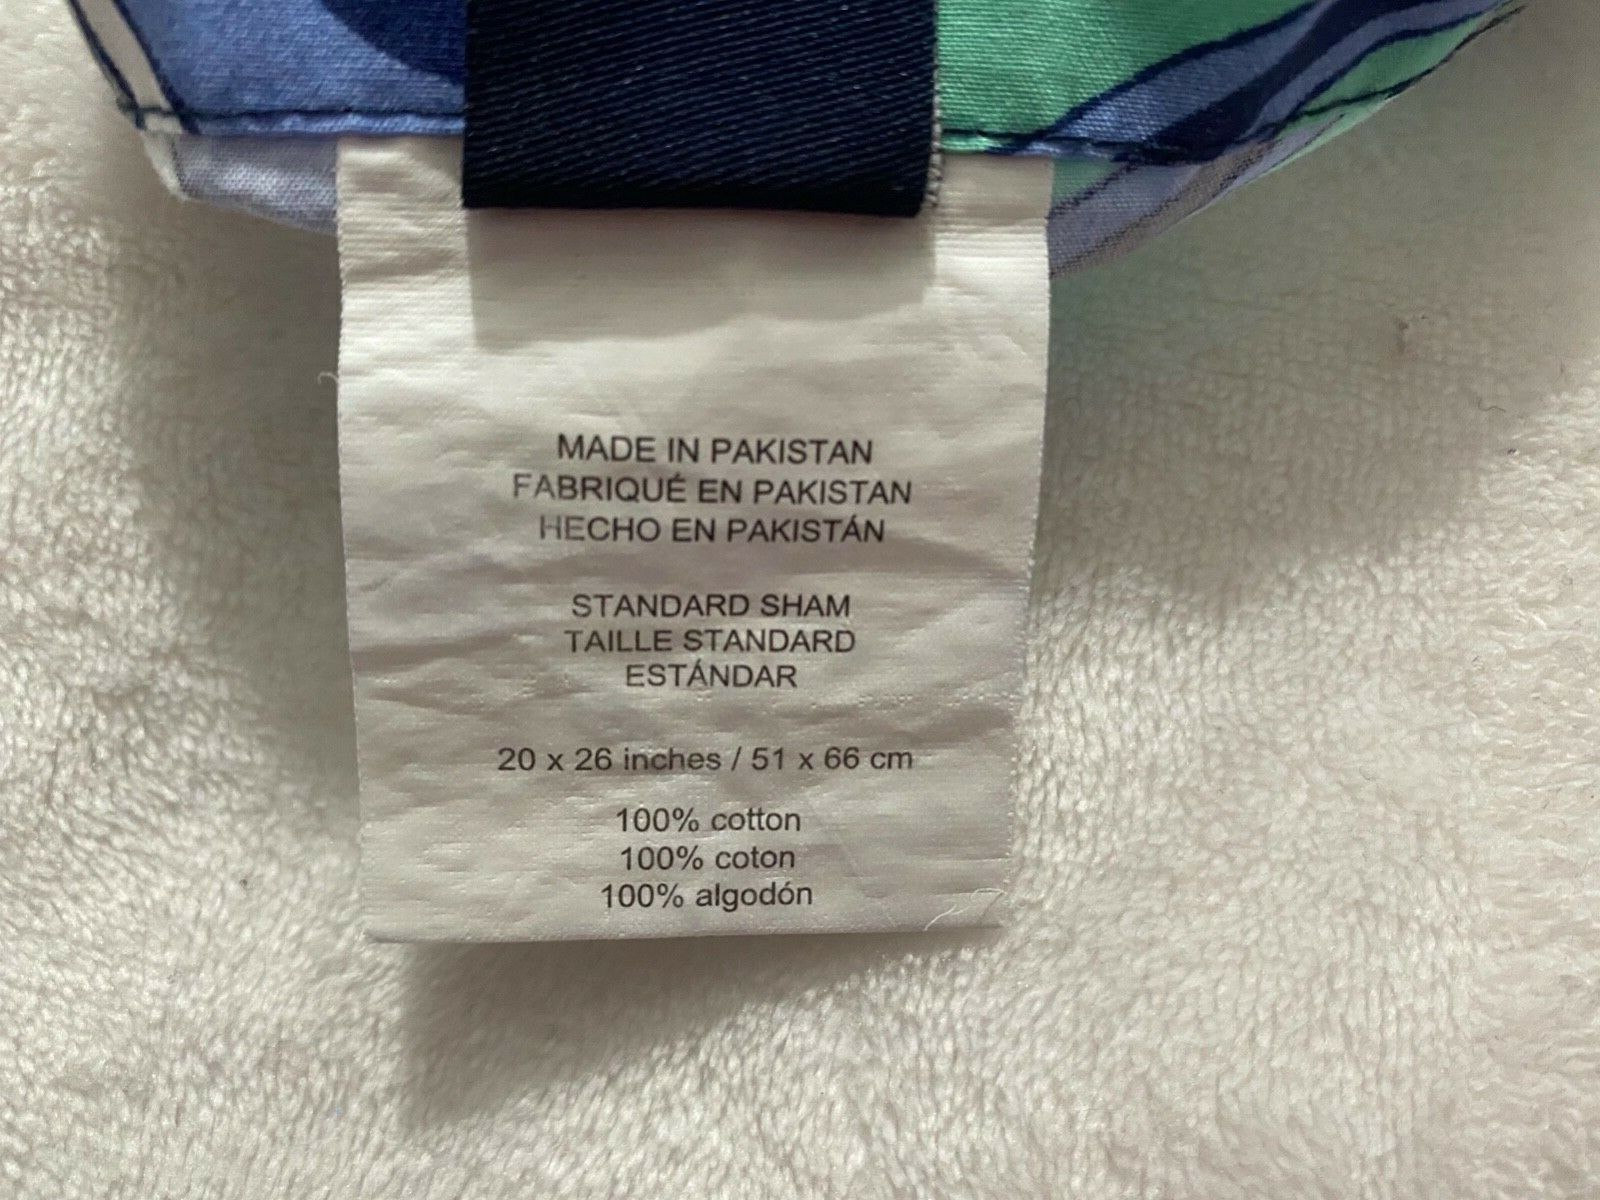 MADE IN PAKISTAN
FABRIQUÉ EN PAKISTAN
HECHO EN PAKISTÁN
STANDARD SHAM
TAILLE STANDARD
ESTÁNDAR
20 x 26 inches / 51 x 66 cm
100% cotton
100% coton
100% algodón